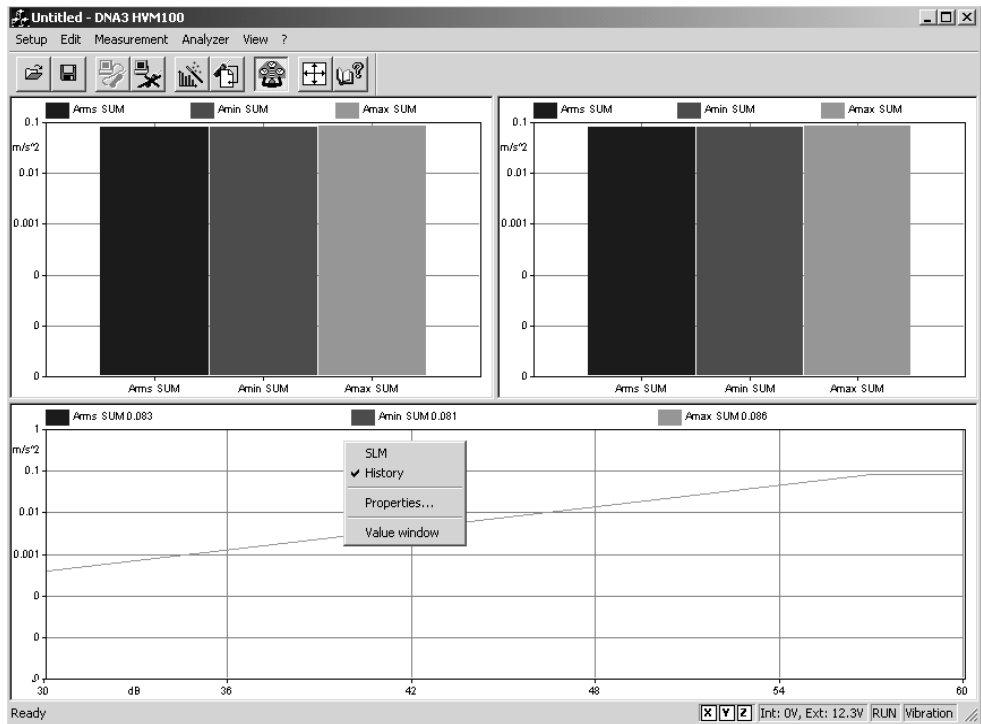 Untitled - DNA3 HVM100
Setup Edit Measurement Analyzer View ?
Arms SUM Amin SUM Amax SUM
0.1
m/s^2
0.01
0.001
0
0
0
Arms SUM Amin SUM Amax SUM
Arms SUM Amin SUM Amax SUM
0.1
m/s^2
0.01
0.001
0
0
0
Arms SUM Amin SUM Amax SUM
Arms SUM 0.083 Amin SUM 0.081 Amax SUM 0.086
1
m/s^2
0.1
0.01
0.001
0
0
.0
30 dB 36 42 48 54 60
SLM
History
Properties...
Value window
Ready
X Y Z Int: 0V, Ext: 12.3V RUN Vibration